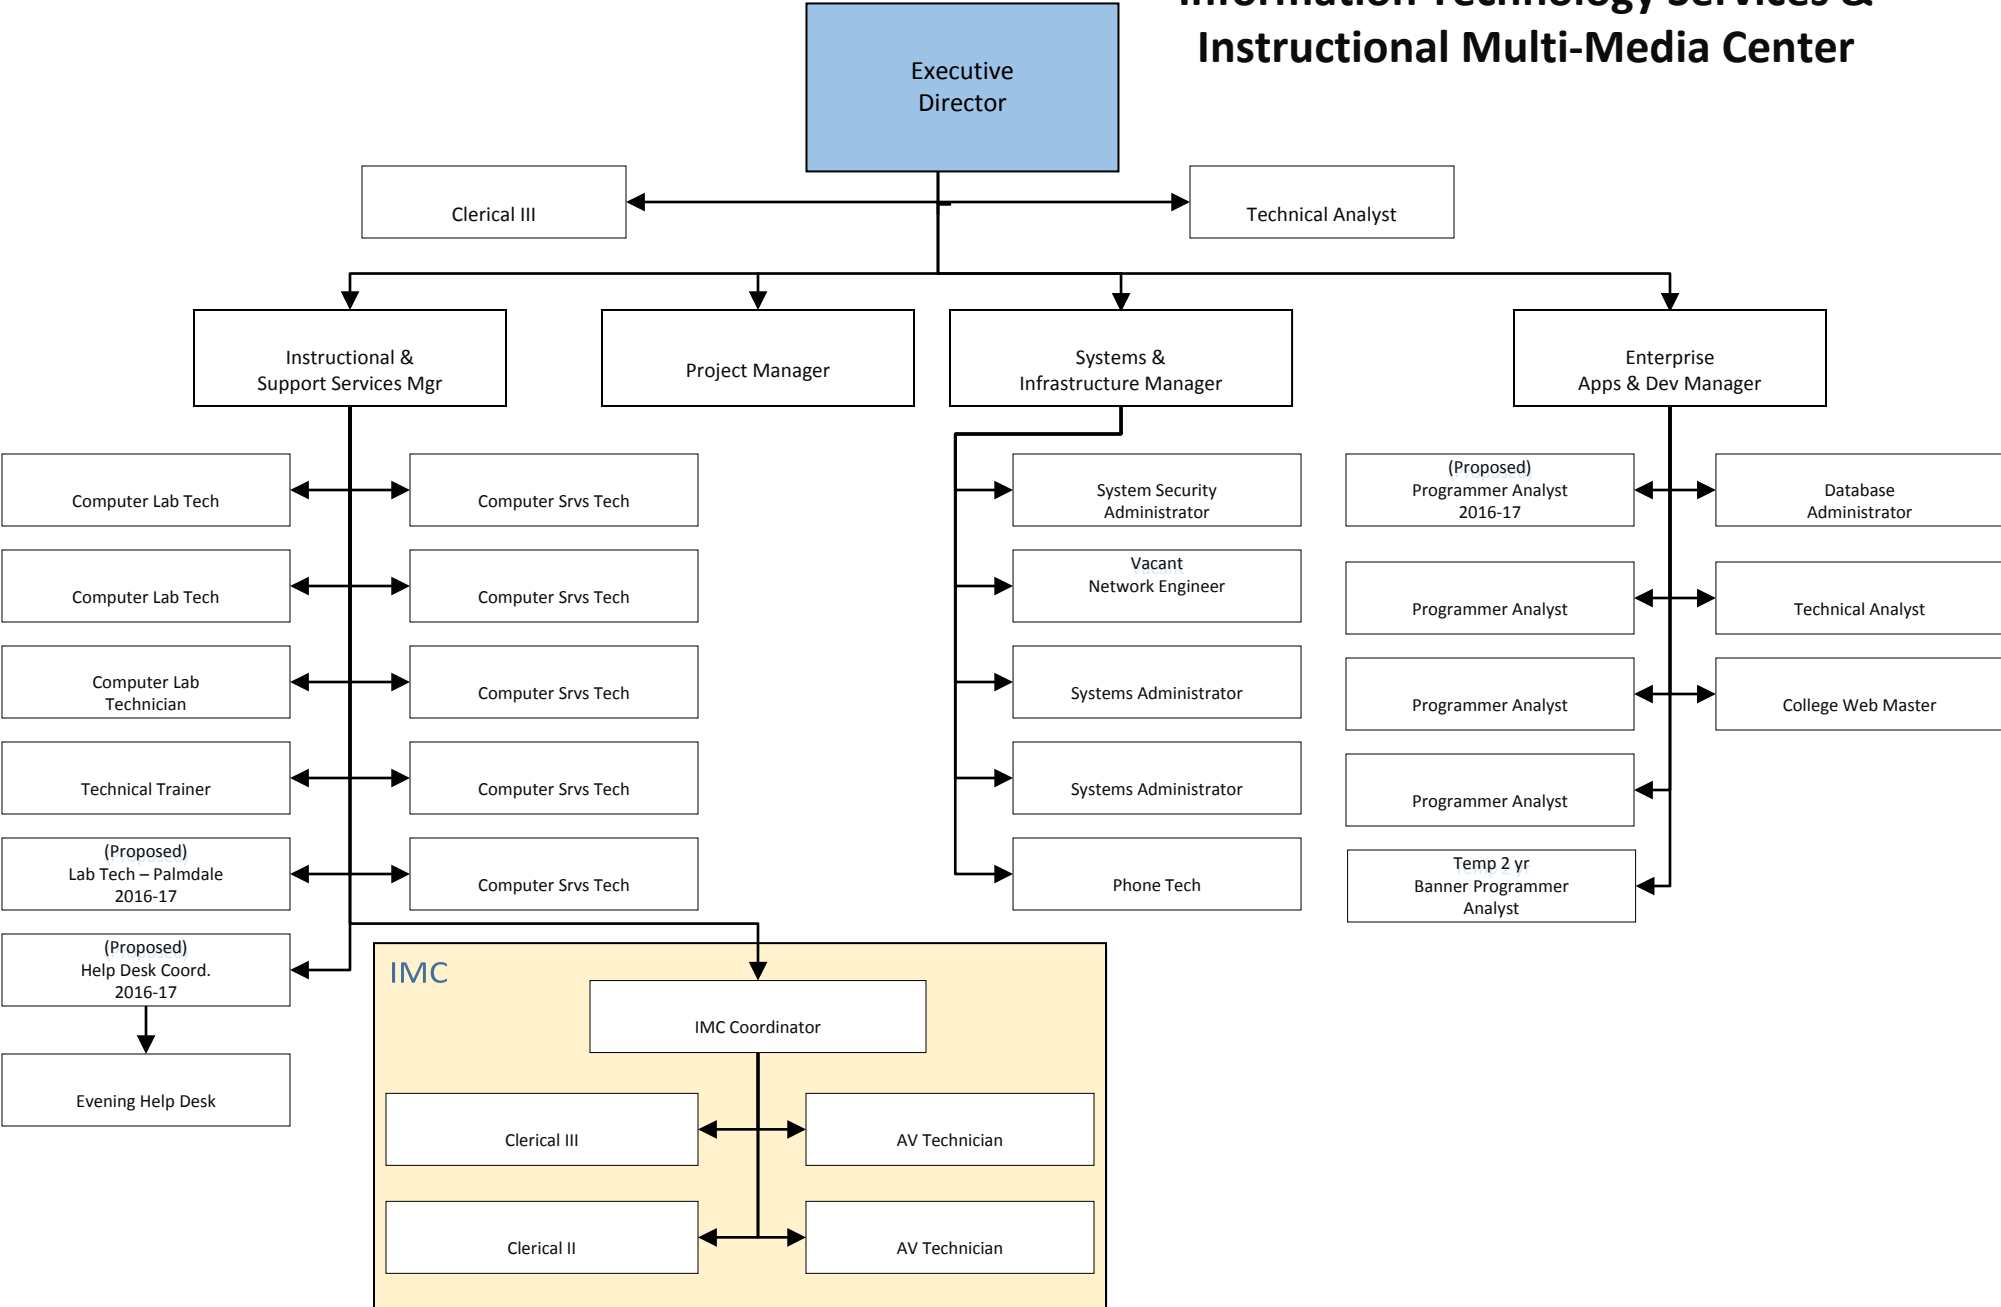 Information Technology Services &
Instructional Multi-Media Center
Executive
Director
Clerical III
Technical Analyst
Instructional &
Support Services Mgr
Project Manager
Systems &
Infrastructure Manager
Enterprise
Apps & Dev Manager
Computer Lab Tech
Computer Srvs Tech
System Security
Administrator
(Proposed)
Programmer Analyst
2016-17
Database
Administrator
Computer Lab Tech
Computer Srvs Tech
Vacant
Network Engineer
Programmer Analyst
Technical Analyst
Computer Lab
Technician
Computer Srvs Tech
Systems Administrator
Programmer Analyst
College Web Master
Technical Trainer
Computer Srvs Tech
Systems Administrator
Programmer Analyst
(Proposed)
Lab Tech – Palmdale
2016-17
Computer Srvs Tech
Phone Tech
Temp 2 yr
Banner Programmer
Analyst
(Proposed)
Help Desk Coord.
2016-17
IMC
IMC Coordinator
Evening Help Desk
Clerical III
AV Technician
Clerical II
AV Technician